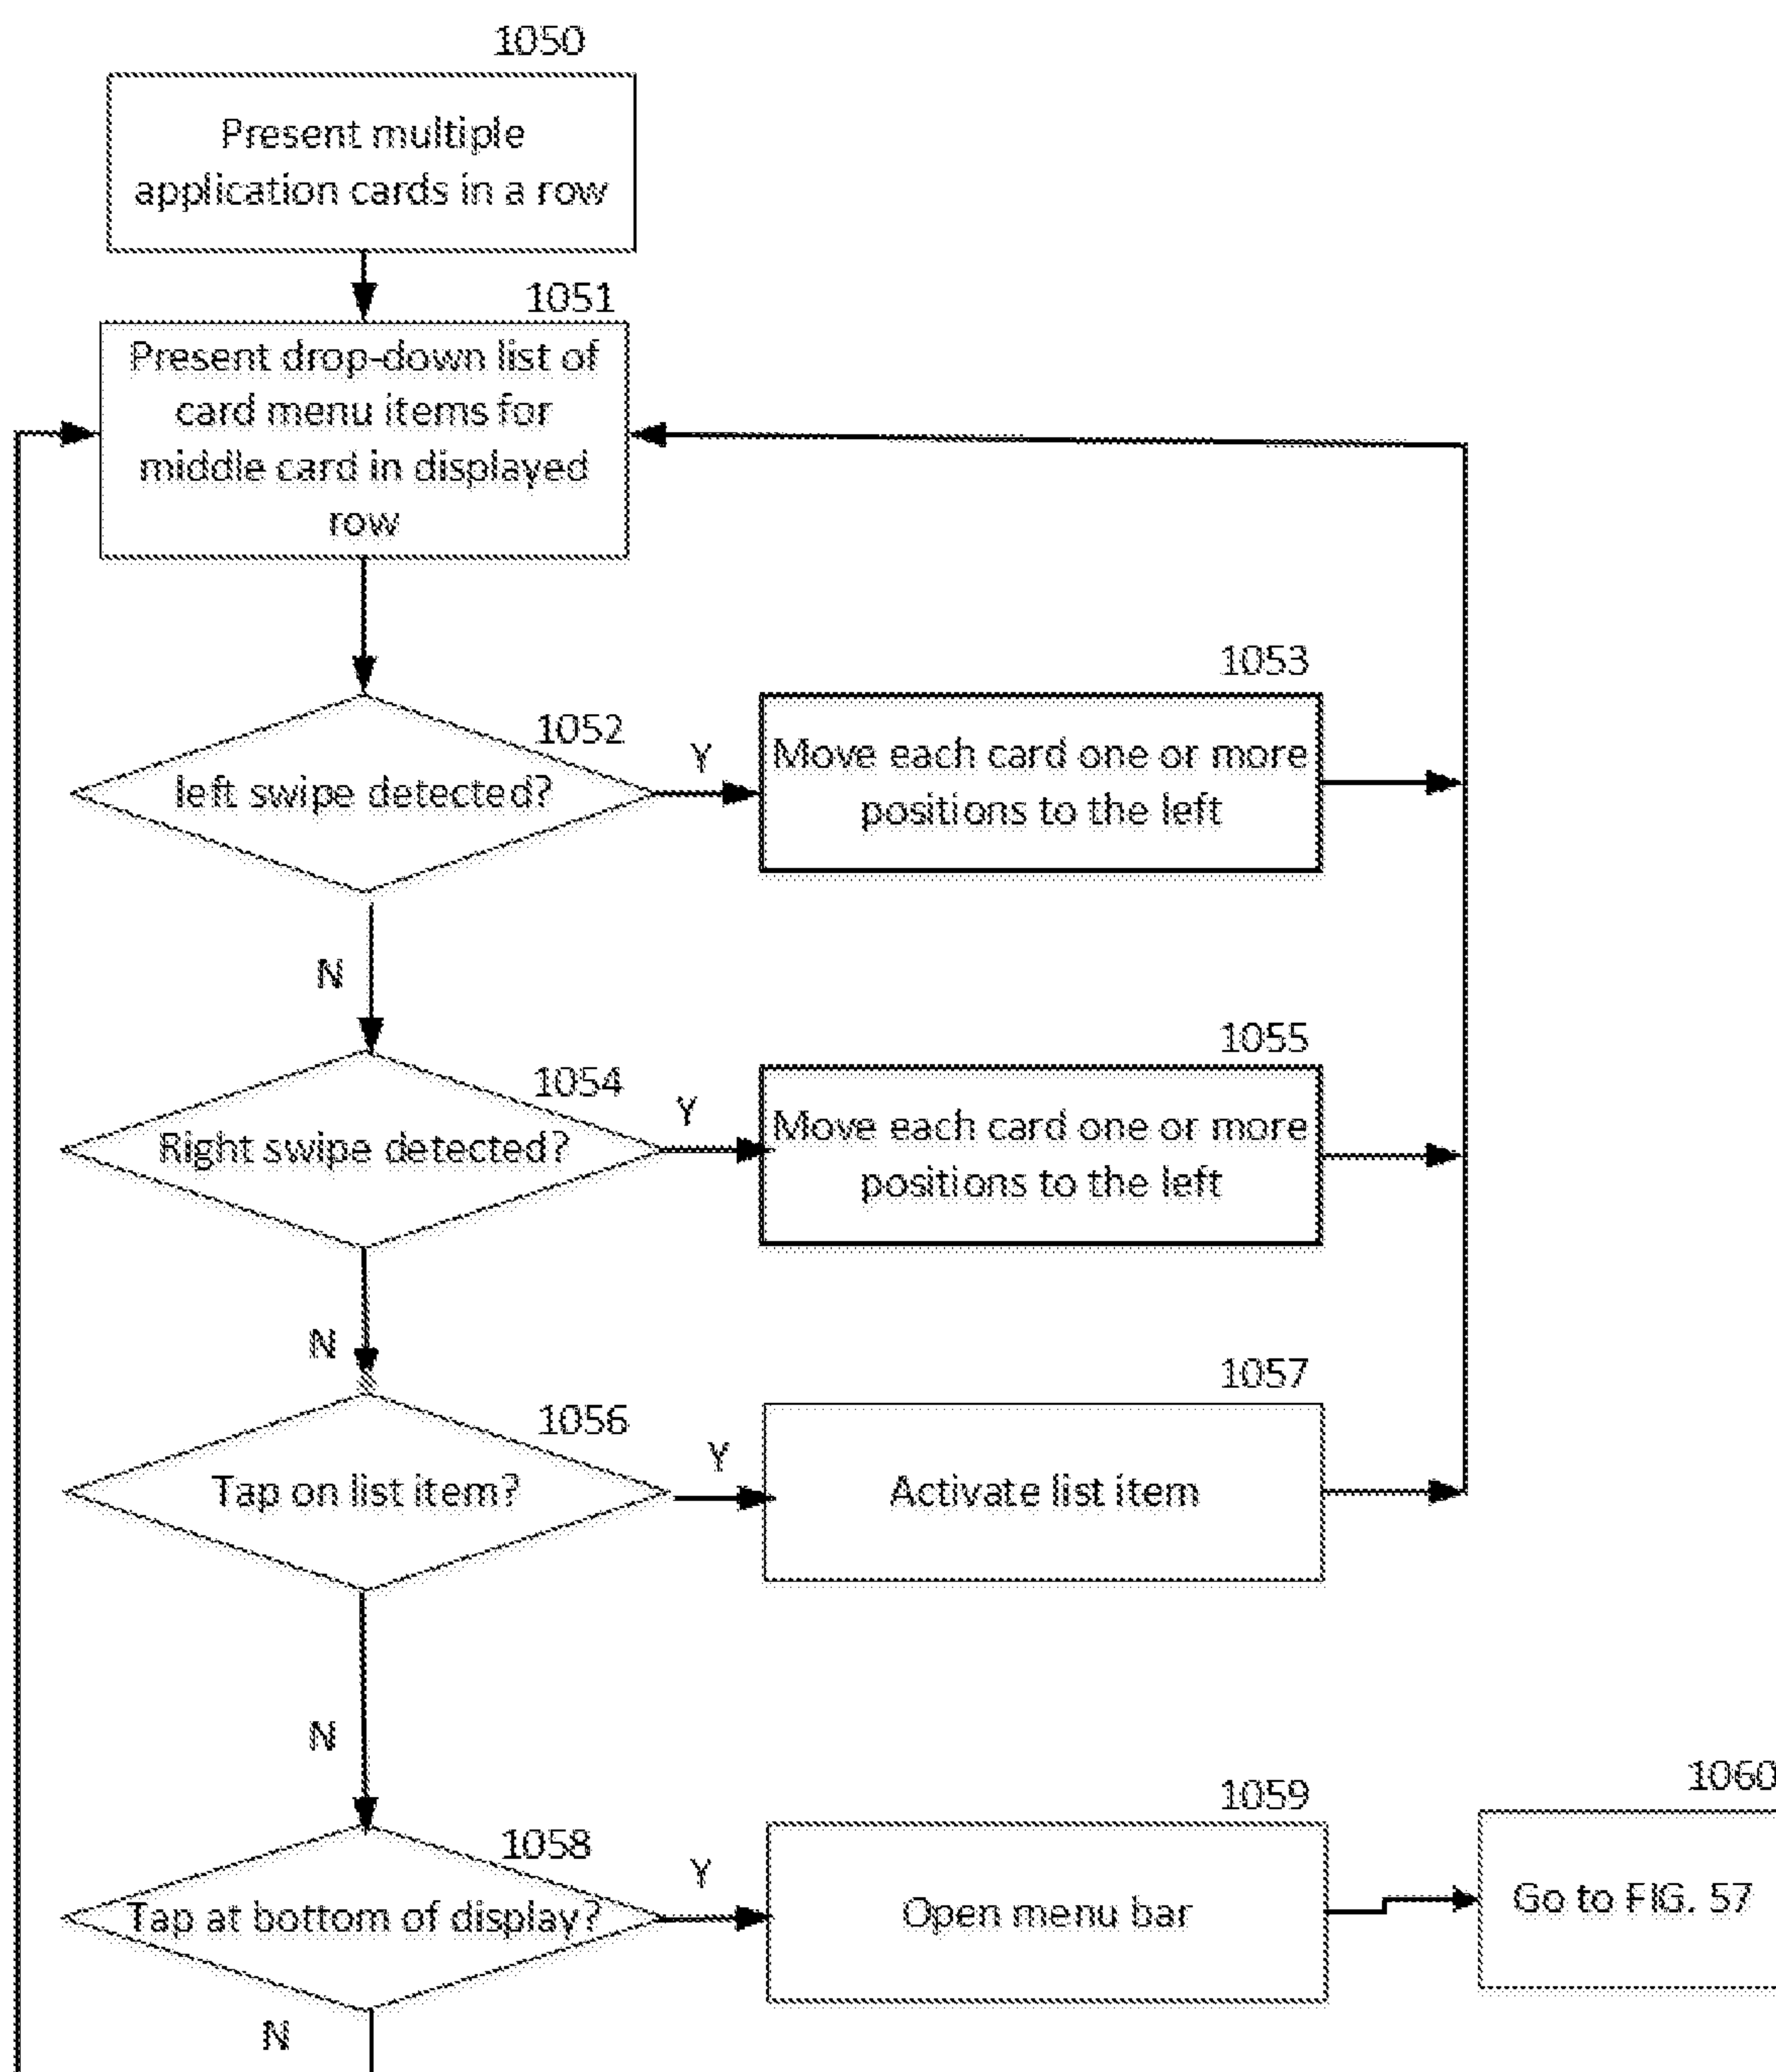 1050
Present multiple
application cards in a row
1051
Present drop-down list of
card menu items for
middle card in displayed
row
1052
left swipe detected?
Y
1053
Move each card one or more
positions to the left
N
1054
Right swipe detected?
Y
1055
Move each card one or more
positions to the left
N
1056
Tap on list item?
Y
1057
Activate list item
N
1058
Tap at bottom of display?
Y
1059
Open menu bar
1060
Go to FIG. 57
N